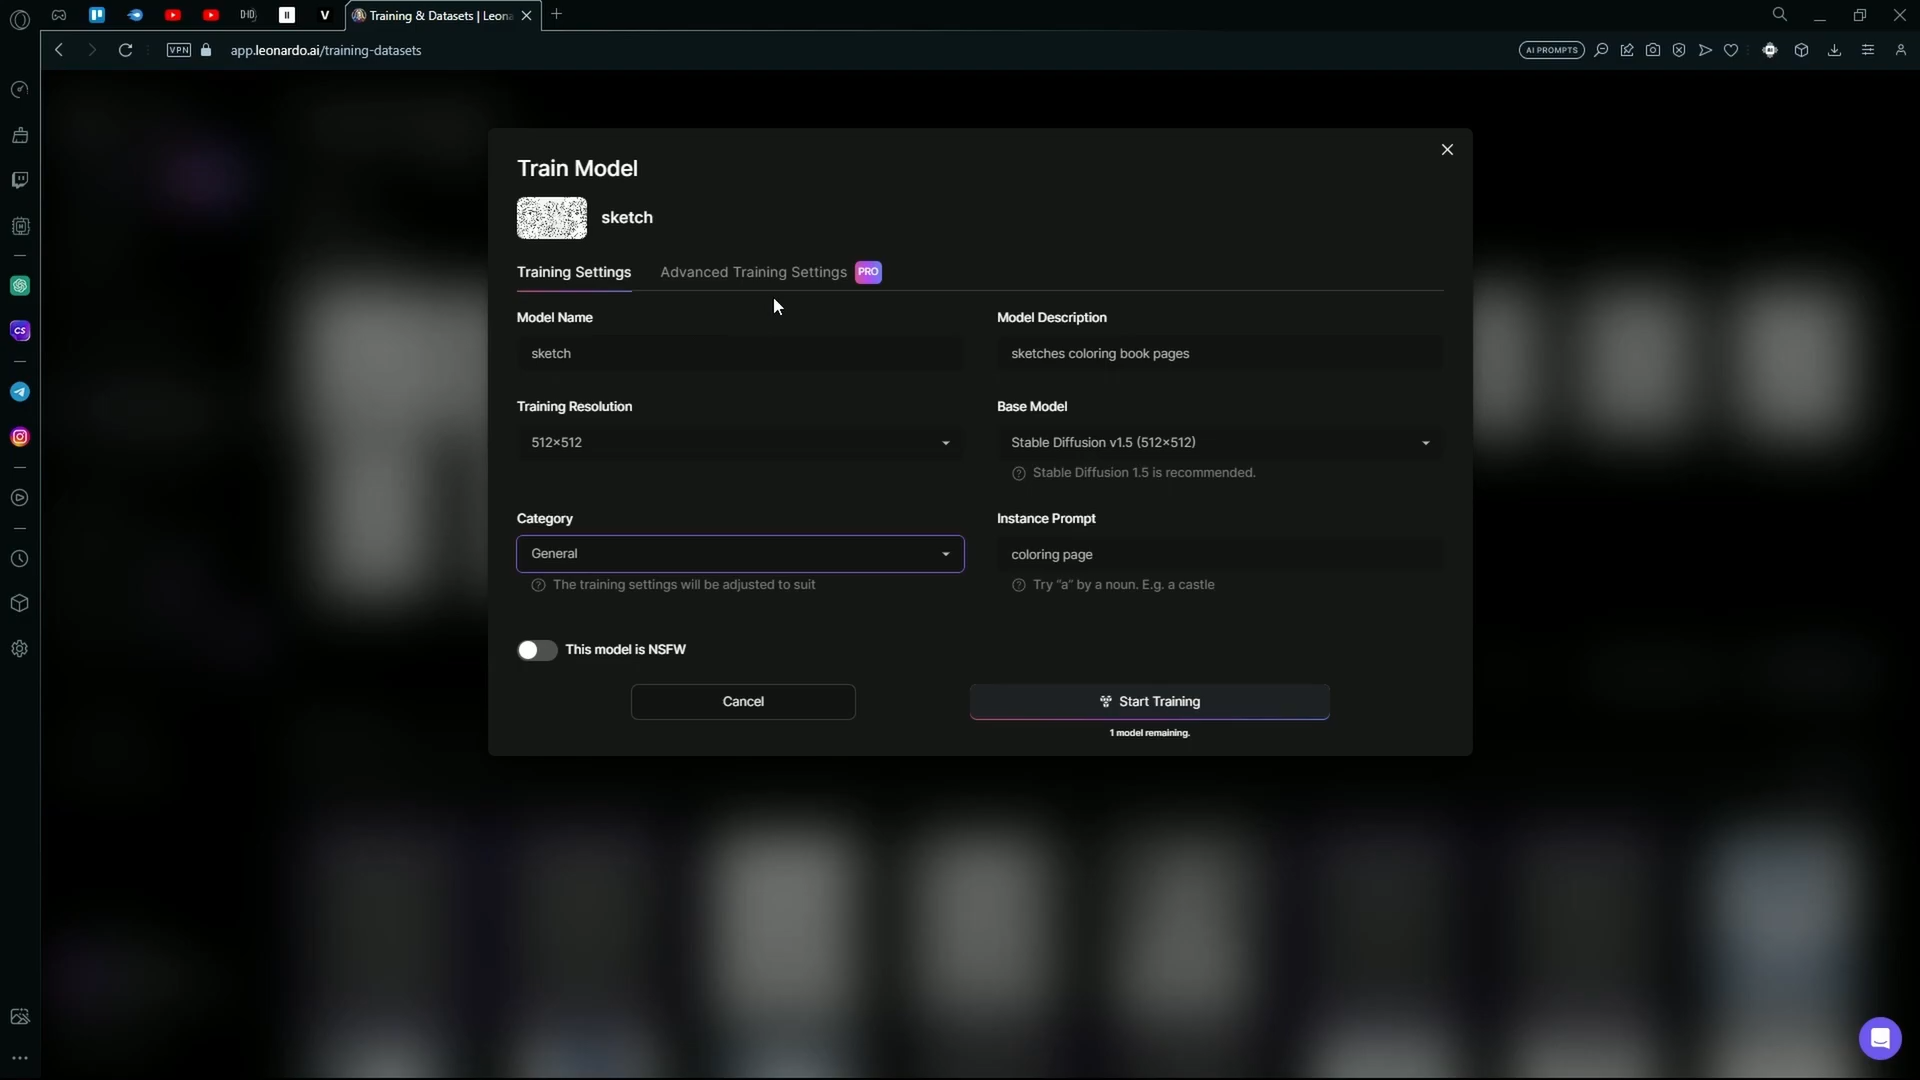 Training & Datasets | Leona
VPN
app.leonardo.ai/training-datasets
AI PROMPTS
Train Model
sketch
Training Settings
Advanced Training Settings PRO
Model Name
Model Description
sketch
sketches coloring book pages
Training Resolution
Base Model
512×512
Stable Diffusion v1.5 (512×512)
Stable Diffusion 1.5 is recommended.
Category
Instance Prompt
General
coloring page
The training settings will be adjusted to suit
Try "a" by a noun. E.g. a castle
This model is NSFW
Cancel
Start Training
1 model remaining.
CS